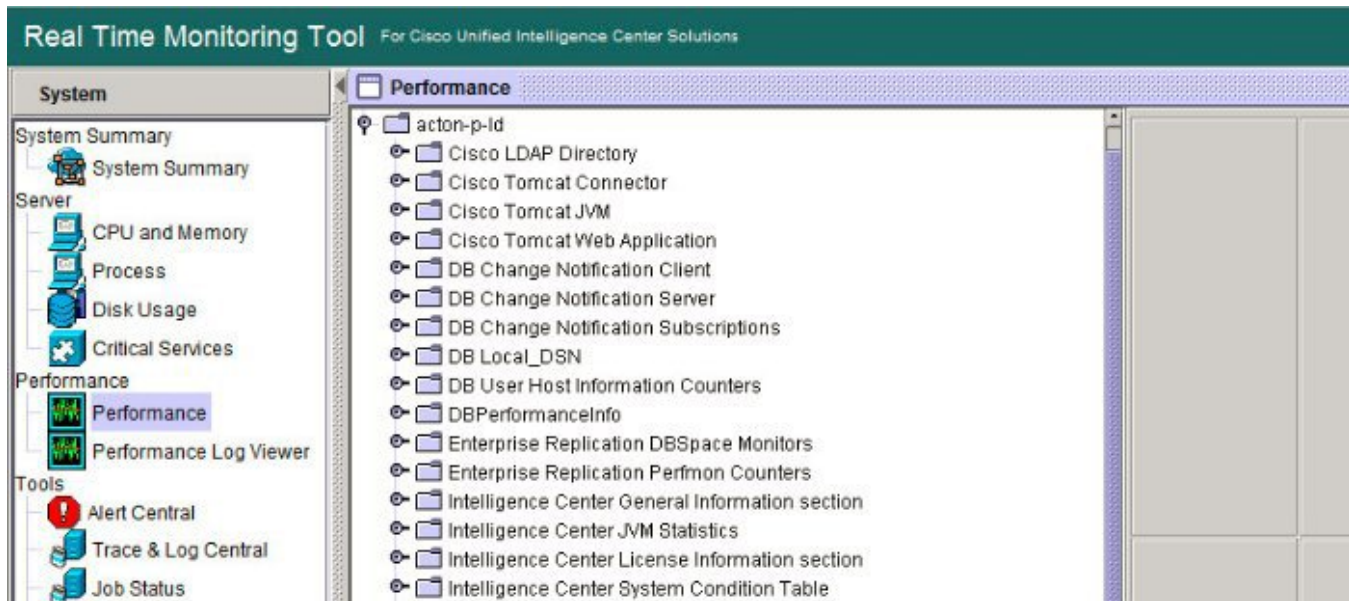 Real Time Monitoring Tool For Cisco Unified Intelligence Center Solutions
System
System Summary
System Summary
Server
CPU and Memory
Process
Disk Usage
Critical Services
Performance
Performance
Performance Log Viewer
Tools
Alert Central
Trace & Log Central
Job Status
Performance
acton-p-ld
Cisco LDAP Directory
Cisco Tomcat Connector
Cisco Tomcat JVM
Cisco Tomcat Web Application
DB Change Notification Client
DB Change Notification Server
DB Change Notification Subscriptions
DB Local_DSN
DB User Host Information Counters
DBPerformanceInfo
Enterprise Replication DBSpace Monitors
Enterprise Replication Perfmon Counters
Intelligence Center General Information section
Intelligence Center JVM Statistics
Intelligence Center License Information section
Intelligence Center System Condition Table